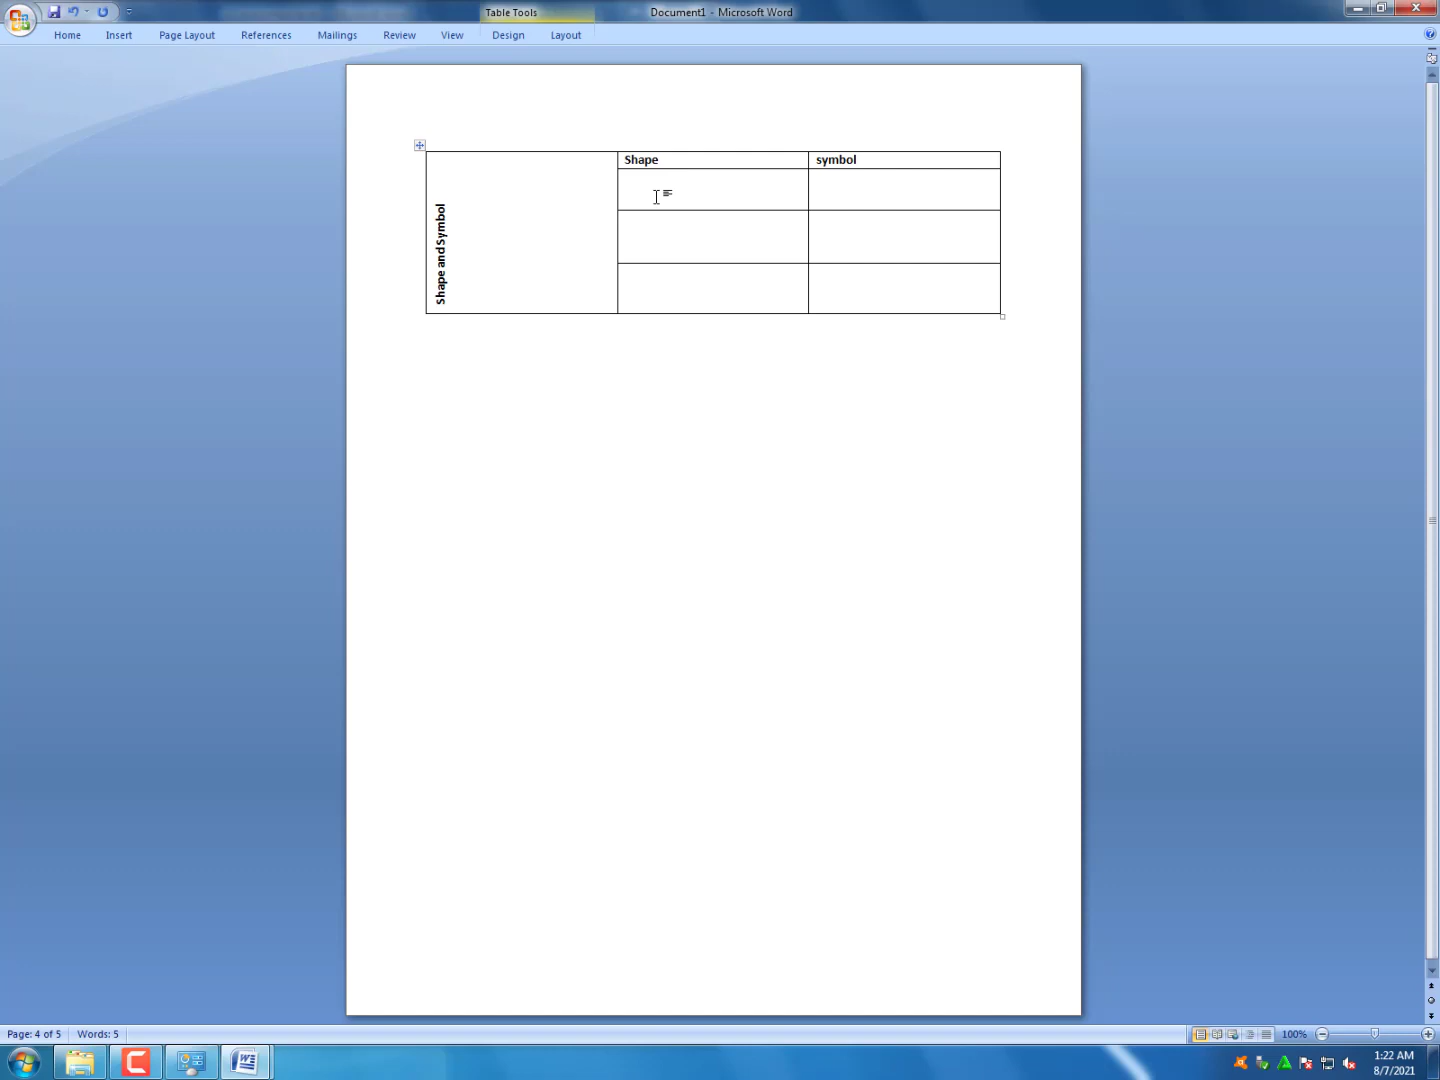 Table Tools
Document1 - Microsoft Word
Home Insert Page Layout References Mailings Review View Design Layout
Shape and Symbol
Shape symbol
Page: 4 of 5 Words: 5
100%
1:22 AM
8/7/2021